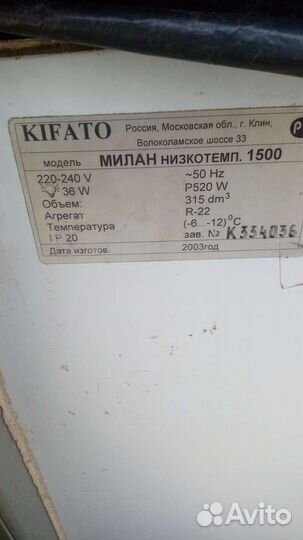 KIFATO Россия, Московская обл., г. Клин,
Волоколамское шоссе 33
модель МИЛАН НИЗКОТЕМП. 1500
220-240 V ~50 Hz
36 W P520 W
Объем: 315 dm³
Агрегат R-22
Температура (-6...-12)°C
IP 20 зав. № K334036
Дата изготов. 2003год
Avito